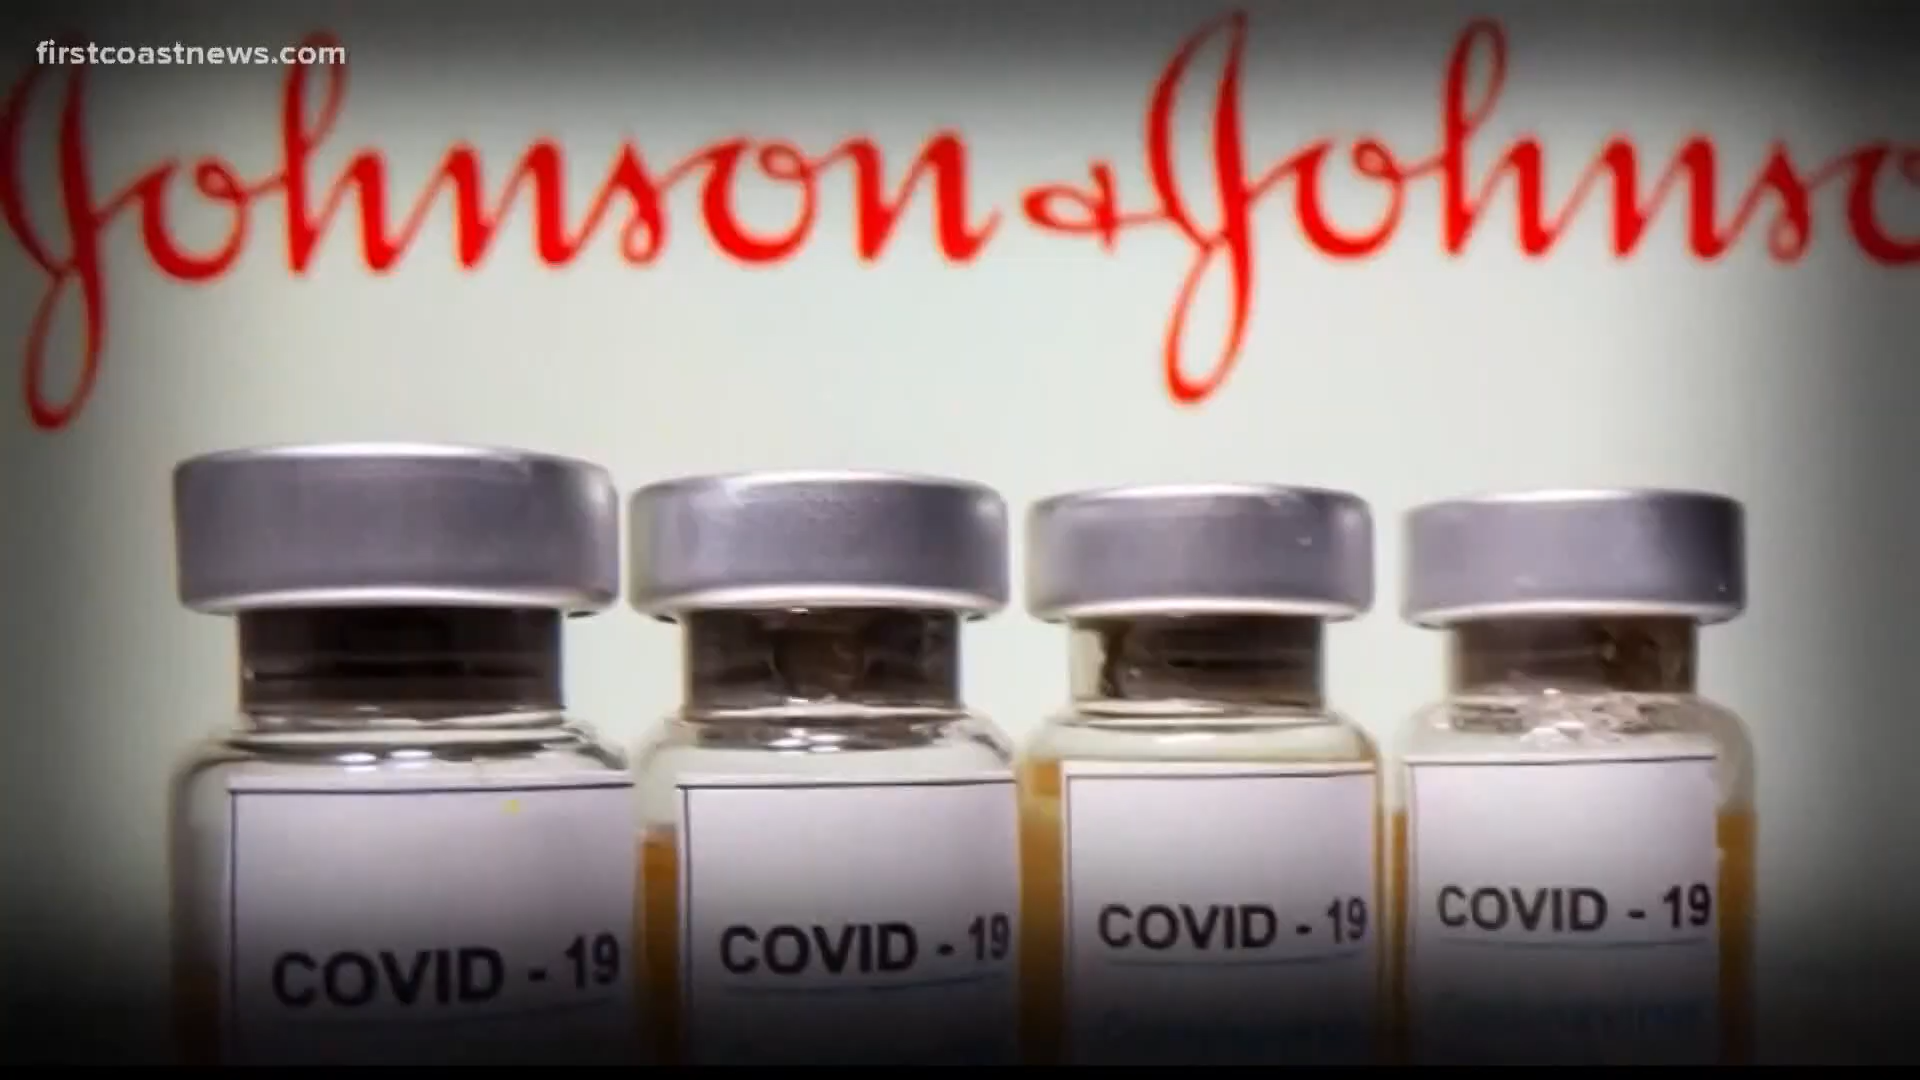 firstcoastnews.com
Johnson & Johnso
COVID - 19
COVID - 19
COVID - 19
COVID - 19